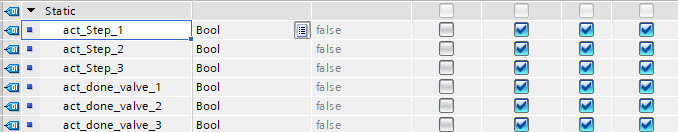 Static
act_Step_1 Bool false
act_Step_2 Bool false
act_Step_3 Bool false
act_done_valve_1 Bool false
act_done_valve_2 Bool false
act_done_valve_3 Bool false